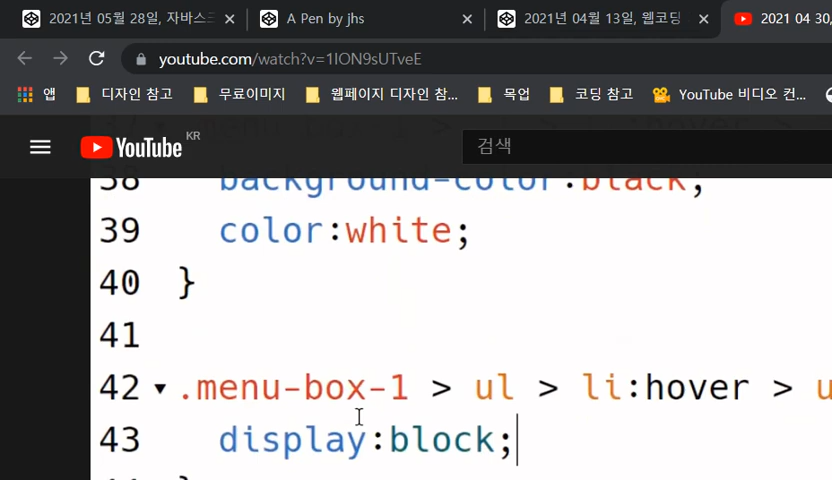 2021년 05월 28일, 자바스크
A Pen by jhs
2021년 04월 13일, 웹코딩
2021 04 30,
youtube.com/watch?v=1ION9sUTveE
앱
디자인 참고
무료이미지
웹페이지 디자인 참...
목업
코딩 참고
YouTube 비디오 컨...
YouTube KR
검색
38 background-color:black;
39 color:white;
40 }
41
42 .menu-box-1 > ul > li:hover > u
43 display:block;